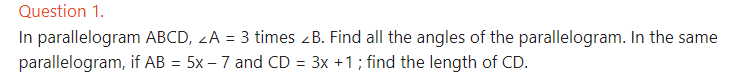 Question 1.
In parallelogram ABCD, ∠A = 3 times ∠B. Find all the angles of the parallelogram. In the same
parallelogram, if AB = 5x – 7 and CD = 3x +1 ; find the length of CD.